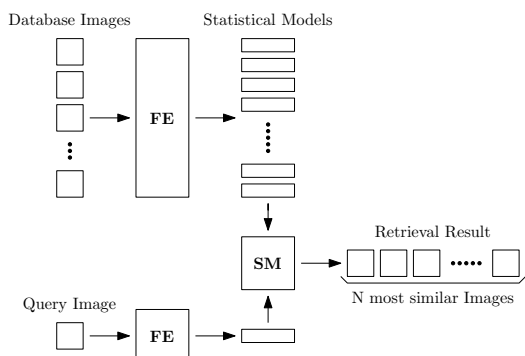 Database Images
Statistical Models
FE
Retrieval Result
SM
N most similar Images
Query Image
FE